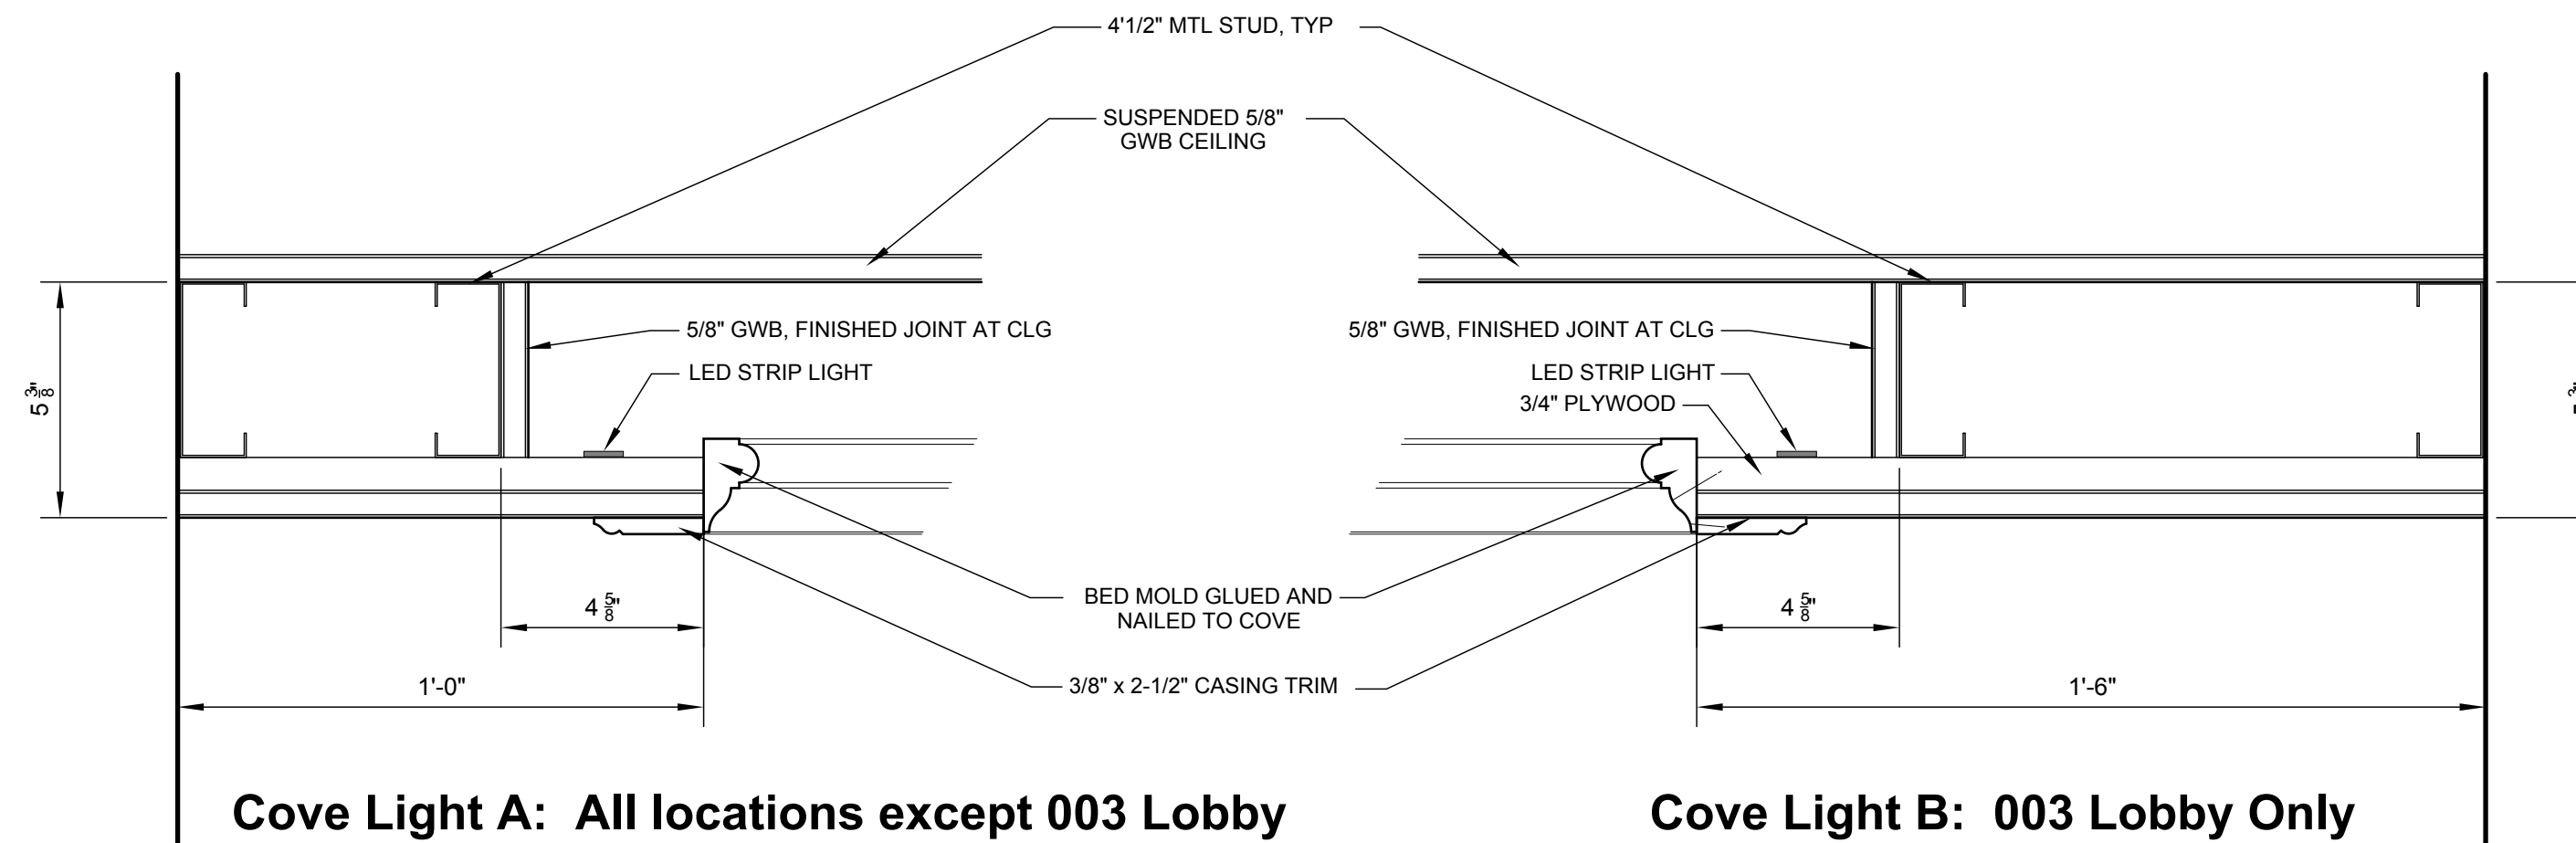 4'1/2" MTL STUD, TYP
SUSPENDED 5/8"
GWB CEILING
5/8" GWB, FINISHED JOINT AT CLG
5/8" GWB, FINISHED JOINT AT CLG
LED STRIP LIGHT
LED STRIP LIGHT
3/4" PLYWOOD
5 3/8"
BED MOLD GLUED AND
NAILED TO COVE
4 5/8"
4 5/8"
3/8" x 2-1/2" CASING TRIM
1'-0"
1'-6"
Cove Light A: All locations except 003 Lobby
Cove Light B: 003 Lobby Only